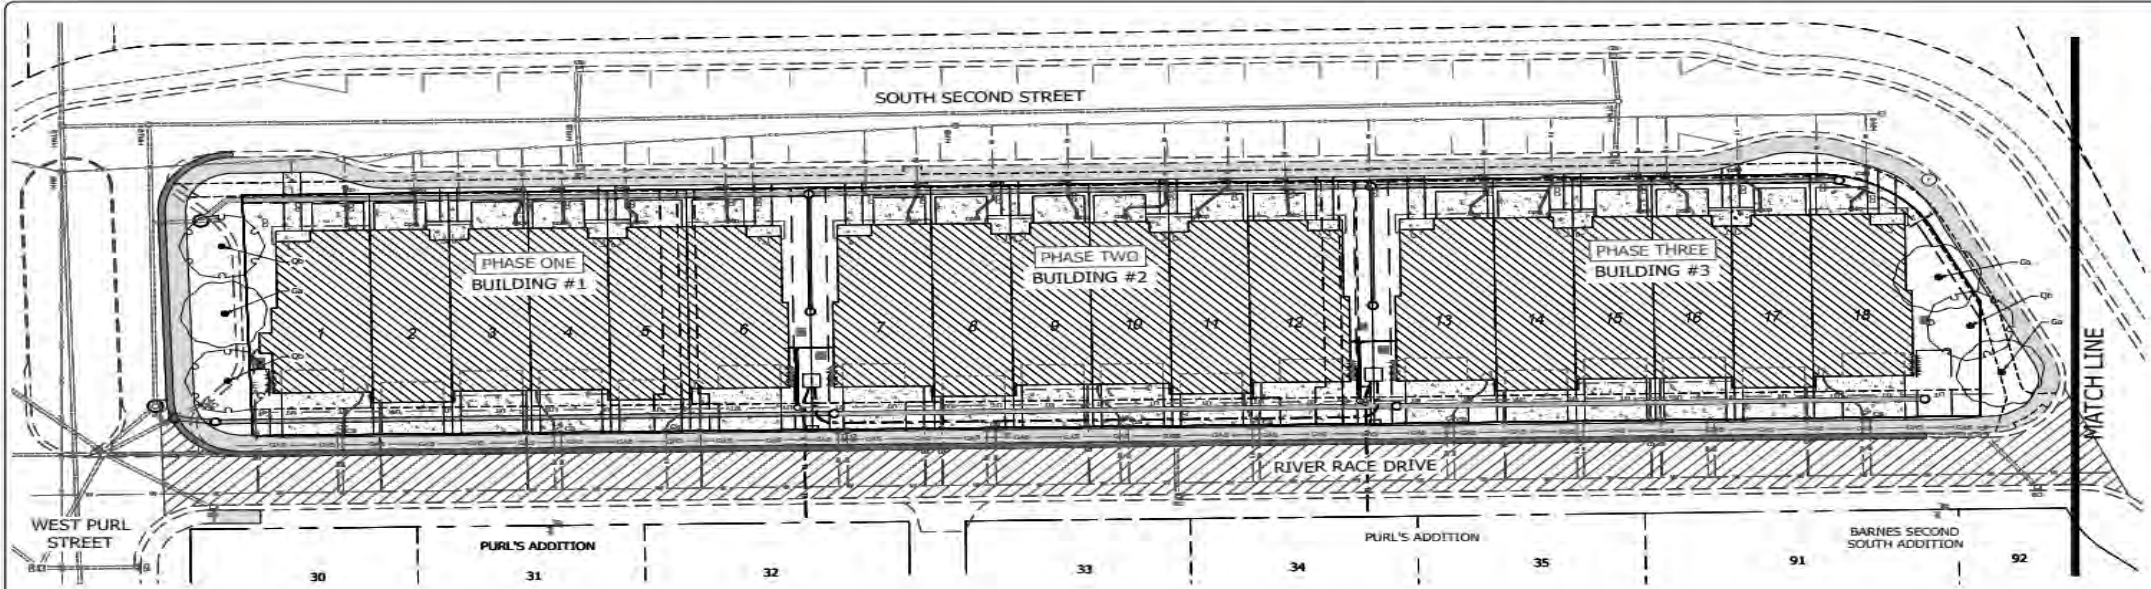 SOUTH SECOND STREET
PHASE ONE
BUILDING #1
PHASE TWO
BUILDING #2
PHASE THREE
BUILDING #3
1
2
3
4
5
6
7
8
9
10
11
12
13
14
15
16
17
18
MATCH LINE
RIVER RACE DRIVE
WEST PURL
STREET
PURL'S ADDITION
PURL'S ADDITION
BARNES SECOND
SOUTH ADDITION
30
31
32
33
34
35
91
92